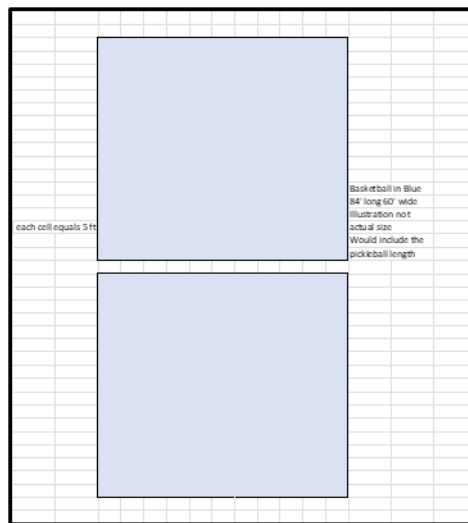 Basketball in Blue
84' long 60' wide
Illustration not
each cell equals 5 ft
actual size
Would include the
pickleball length